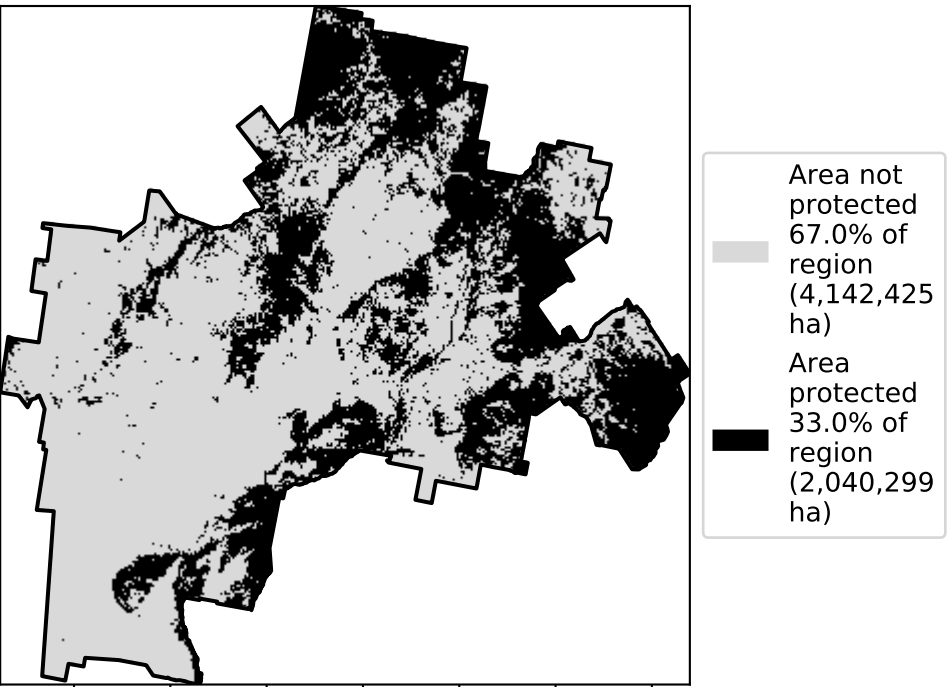 Area not
protected
67.0% of
region
(4,142,425
ha)
Area
protected
33.0% of
region
(2,040,299
ha)